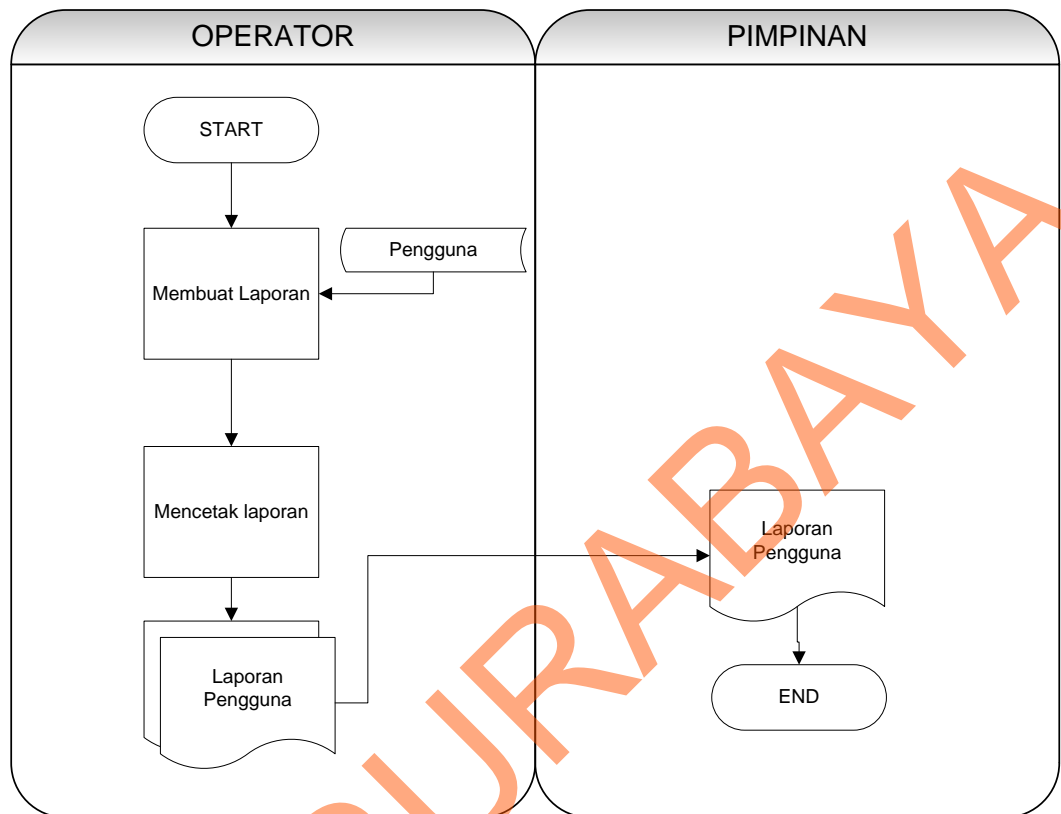 OPERATOR
PIMPINAN
START
Pengguna
Membuat Laporan
Mencetak laporan
Laporan
Pengguna
Laporan
Pengguna
END
SURABAYA